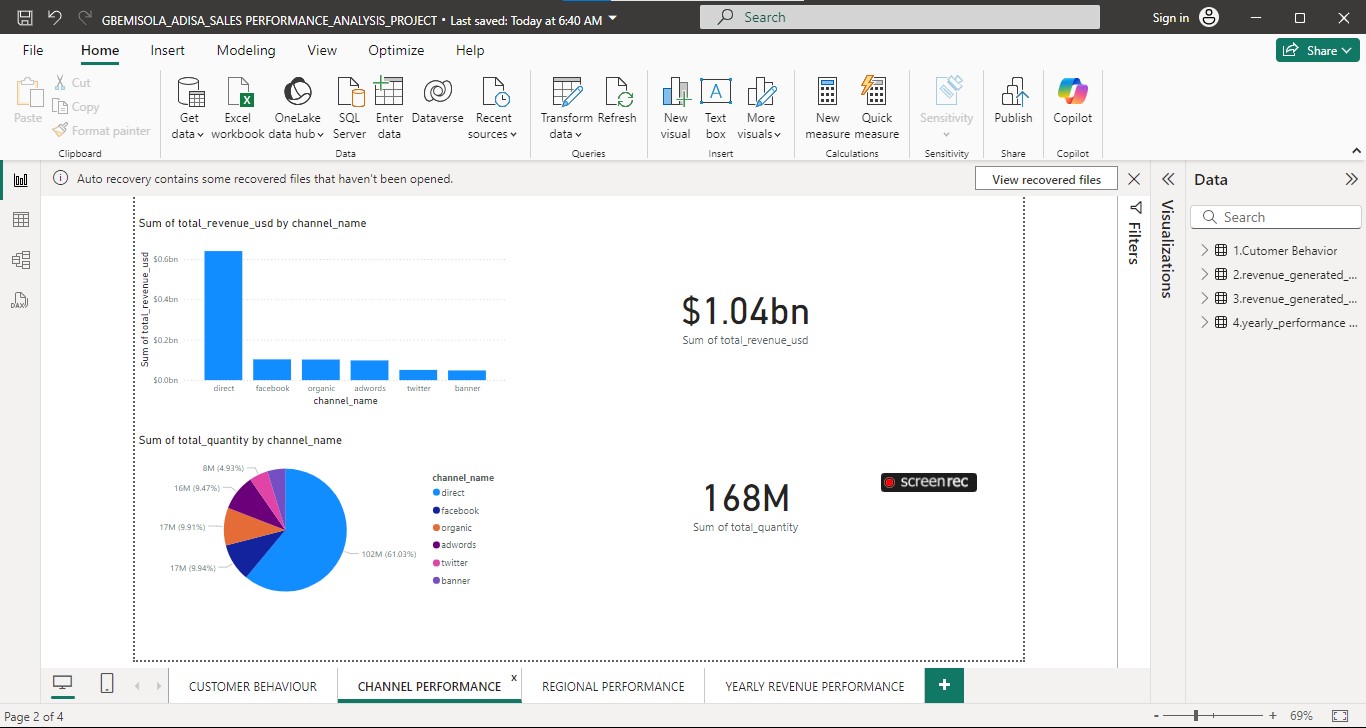 GBEMISOLA_ADISA_SALES PERFORMANCE_ANALYSIS_PROJECT • Last saved: Today at 6:40 AM
Search
Sign in
File Home Insert Modeling View Optimize Help
Share
Paste
Cut
Copy
Format painter
Clipboard
Get data
Excel workbook
OneLake data hub
SQL Server
Enter data
Dataverse
Recent sources
Data
Transform data
Refresh
Queries
New visual
Text box
More visuals
Insert
New measure
Quick measure
Calculations
Sensitivity
Sensitivity
Publish
Share
Copilot
Copilot
Auto recovery contains some recovered files that haven't been opened.
View recovered files
Filters
Visualizations
Data
Search
1.Cutomer Behavior
2.revenue_generated_...
3.revenue_generated_...
4.yearly_performance ...
Sum of total_revenue_usd by channel_name
Sum of total_revenue_usd
$0.6bn
$0.4bn
$0.2bn
$0.0bn
direct facebook organic adwords twitter banner
channel_name
$1.04bn
Sum of total_revenue_usd
Sum of total_quantity by channel_name
8M (4.93%)
16M (9.47%)
17M (9.91%)
17M (9.94%)
102M (61.03%)
channel_name
direct
facebook
organic
adwords
twitter
banner
168M
Sum of total_quantity
screenrec
CUSTOMER BEHAVIOUR
CHANNEL PERFORMANCE
REGIONAL PERFORMANCE
YEARLY REVENUE PERFORMANCE
Page 2 of 4
69%